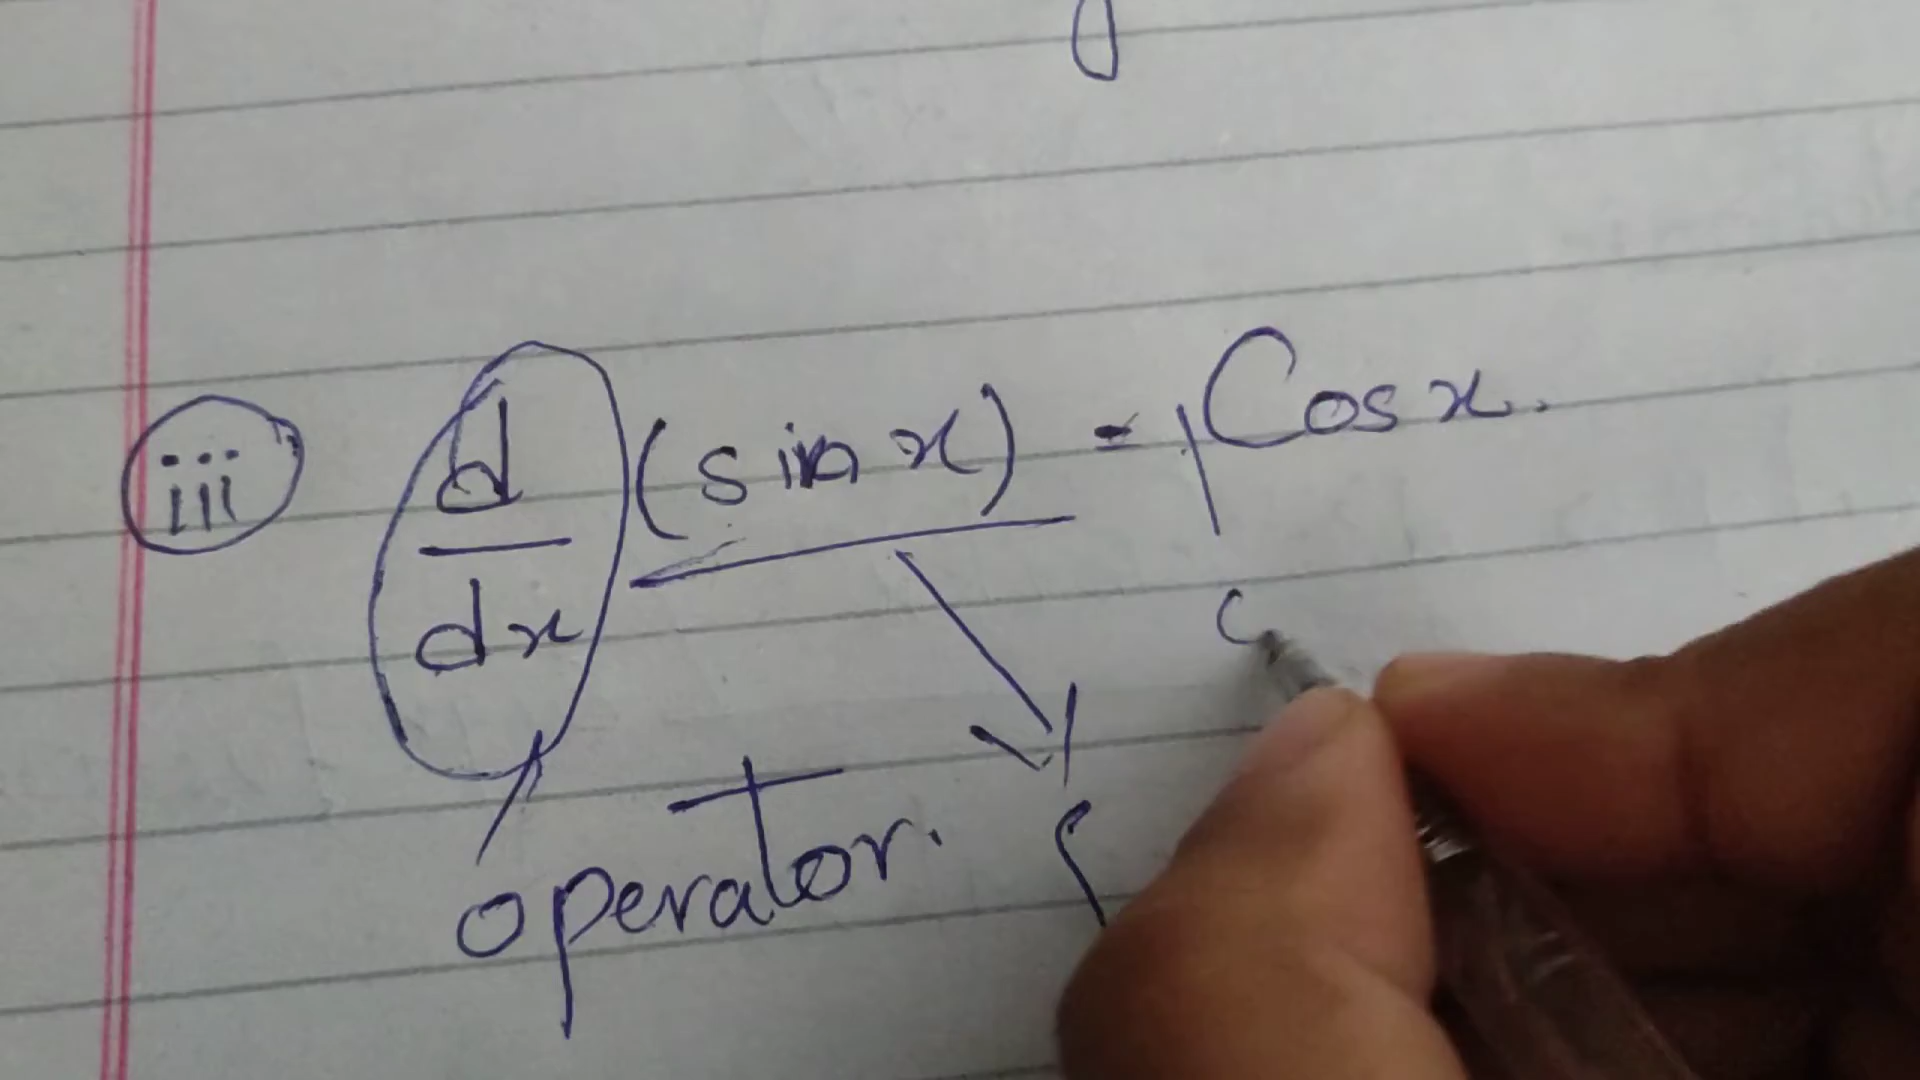 iii d/dx (sin x) = Cos x.
operator.